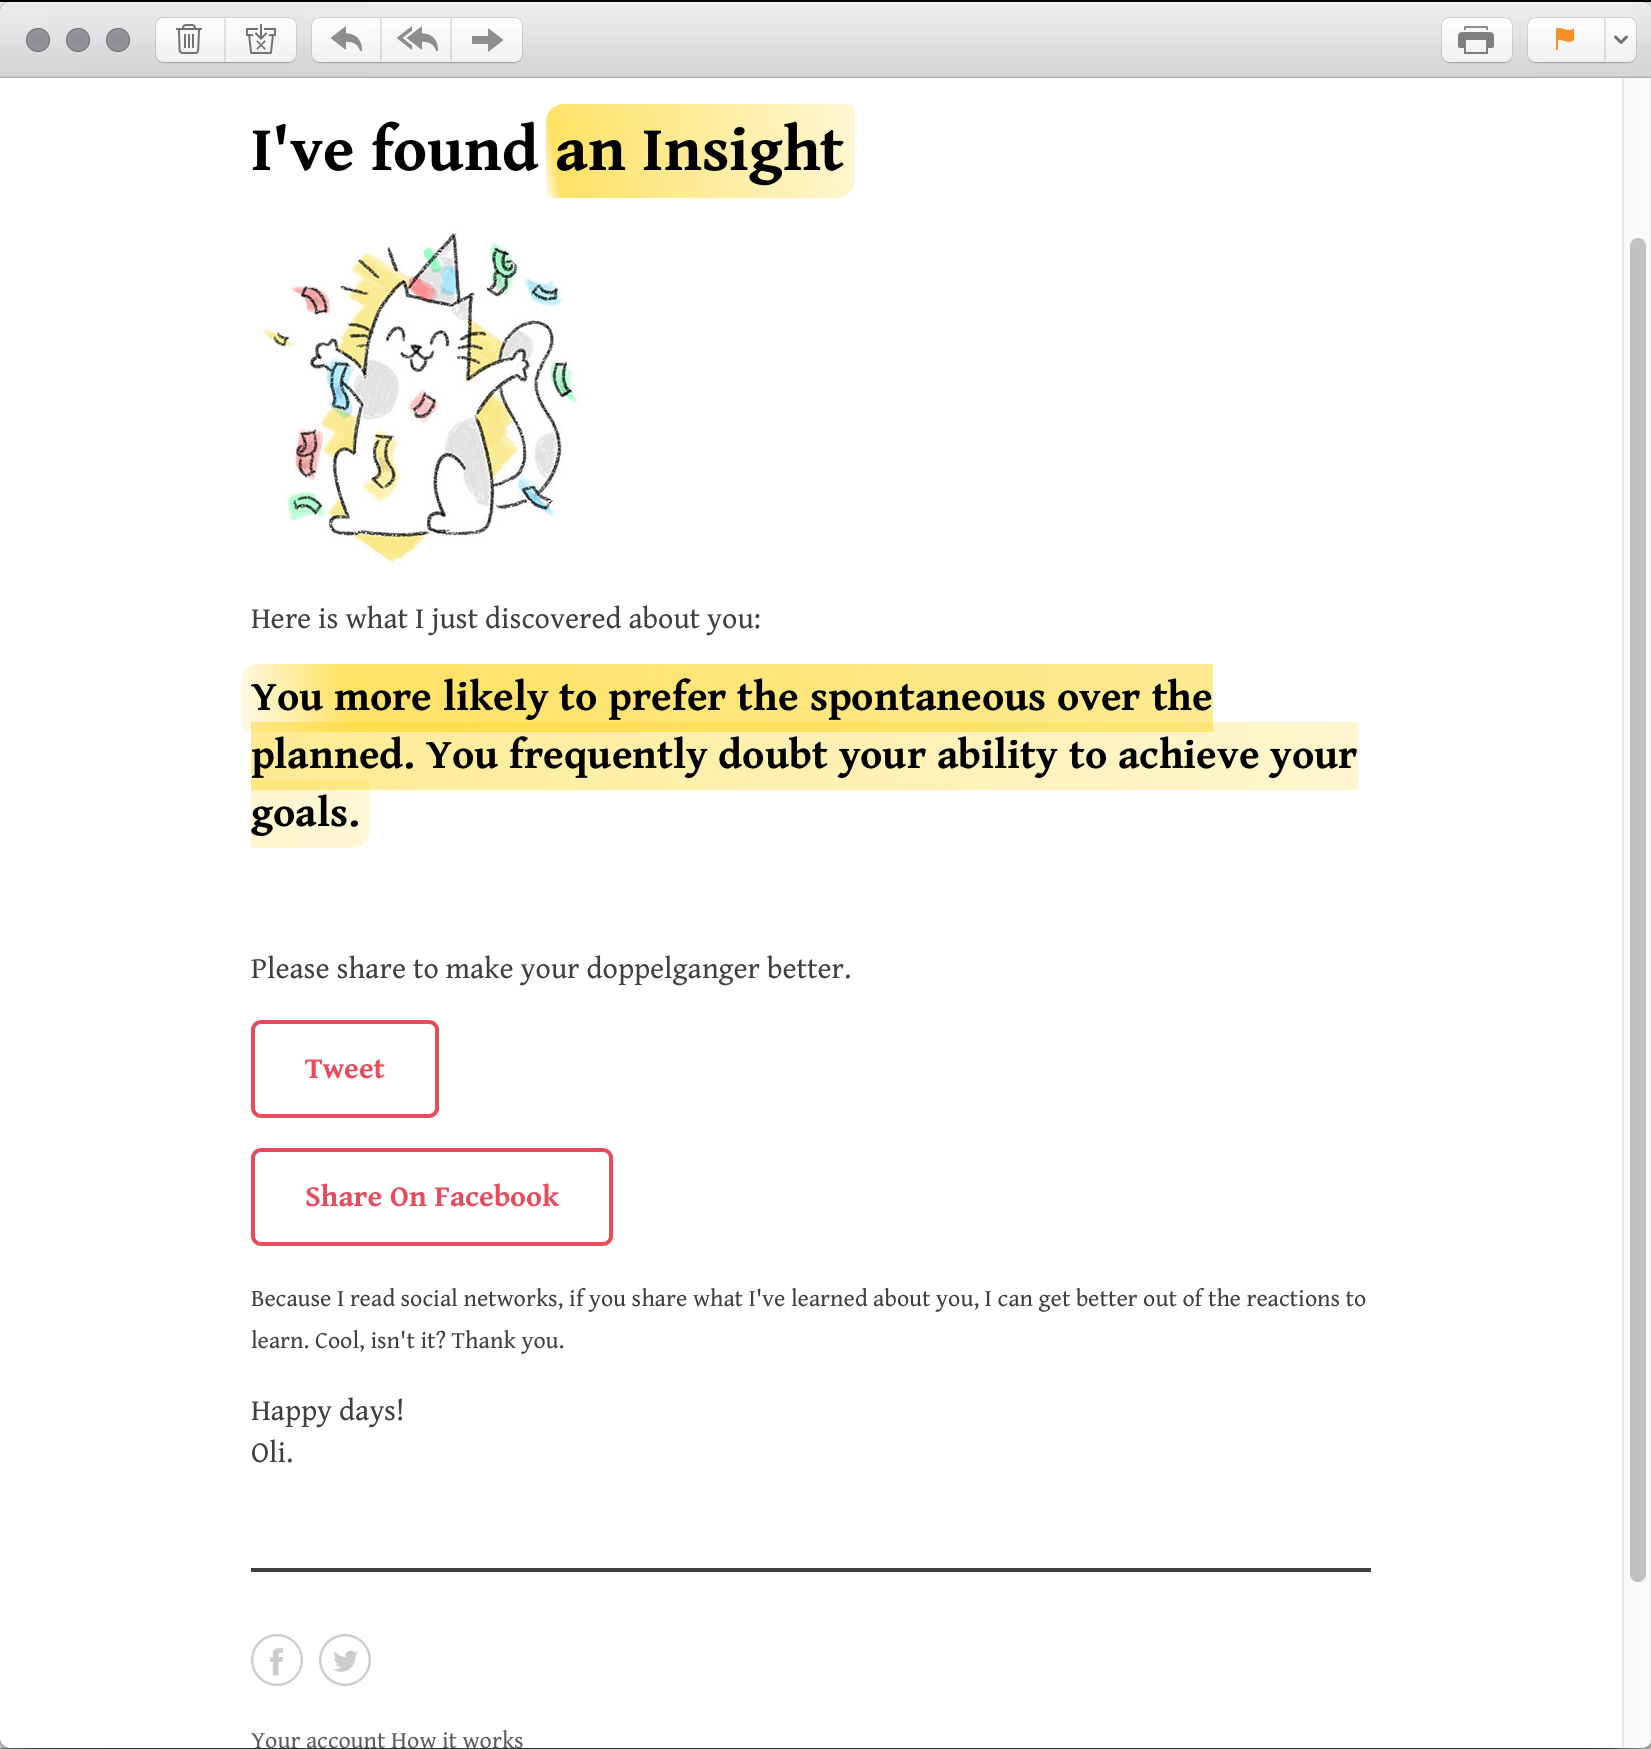 I've found an Insight
Here is what I just discovered about you:
You more likely to prefer the spontaneous over the
planned. You frequently doubt your ability to achieve your
goals.
Please share to make your doppelganger better.
Tweet
Share On Facebook
Because I read social networks, if you share what I've learned about you, I can get better out of the reactions to
learn. Cool, isn't it? Thank you.
Happy days!
Oli.
Your account How it works